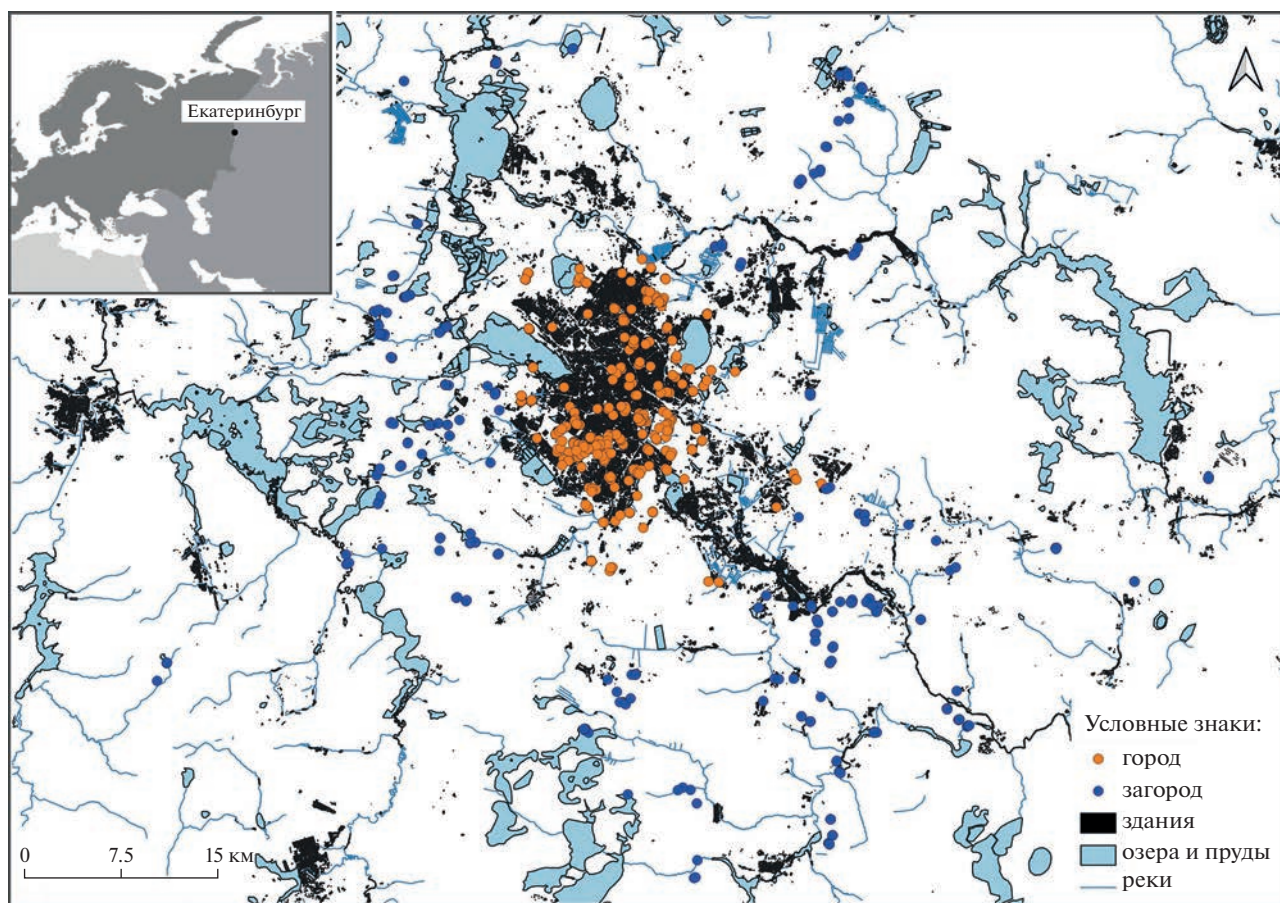 Екатеринбург
Условные знаки:
город
загород
здания
озера и пруды
реки
0 7.5 15 км